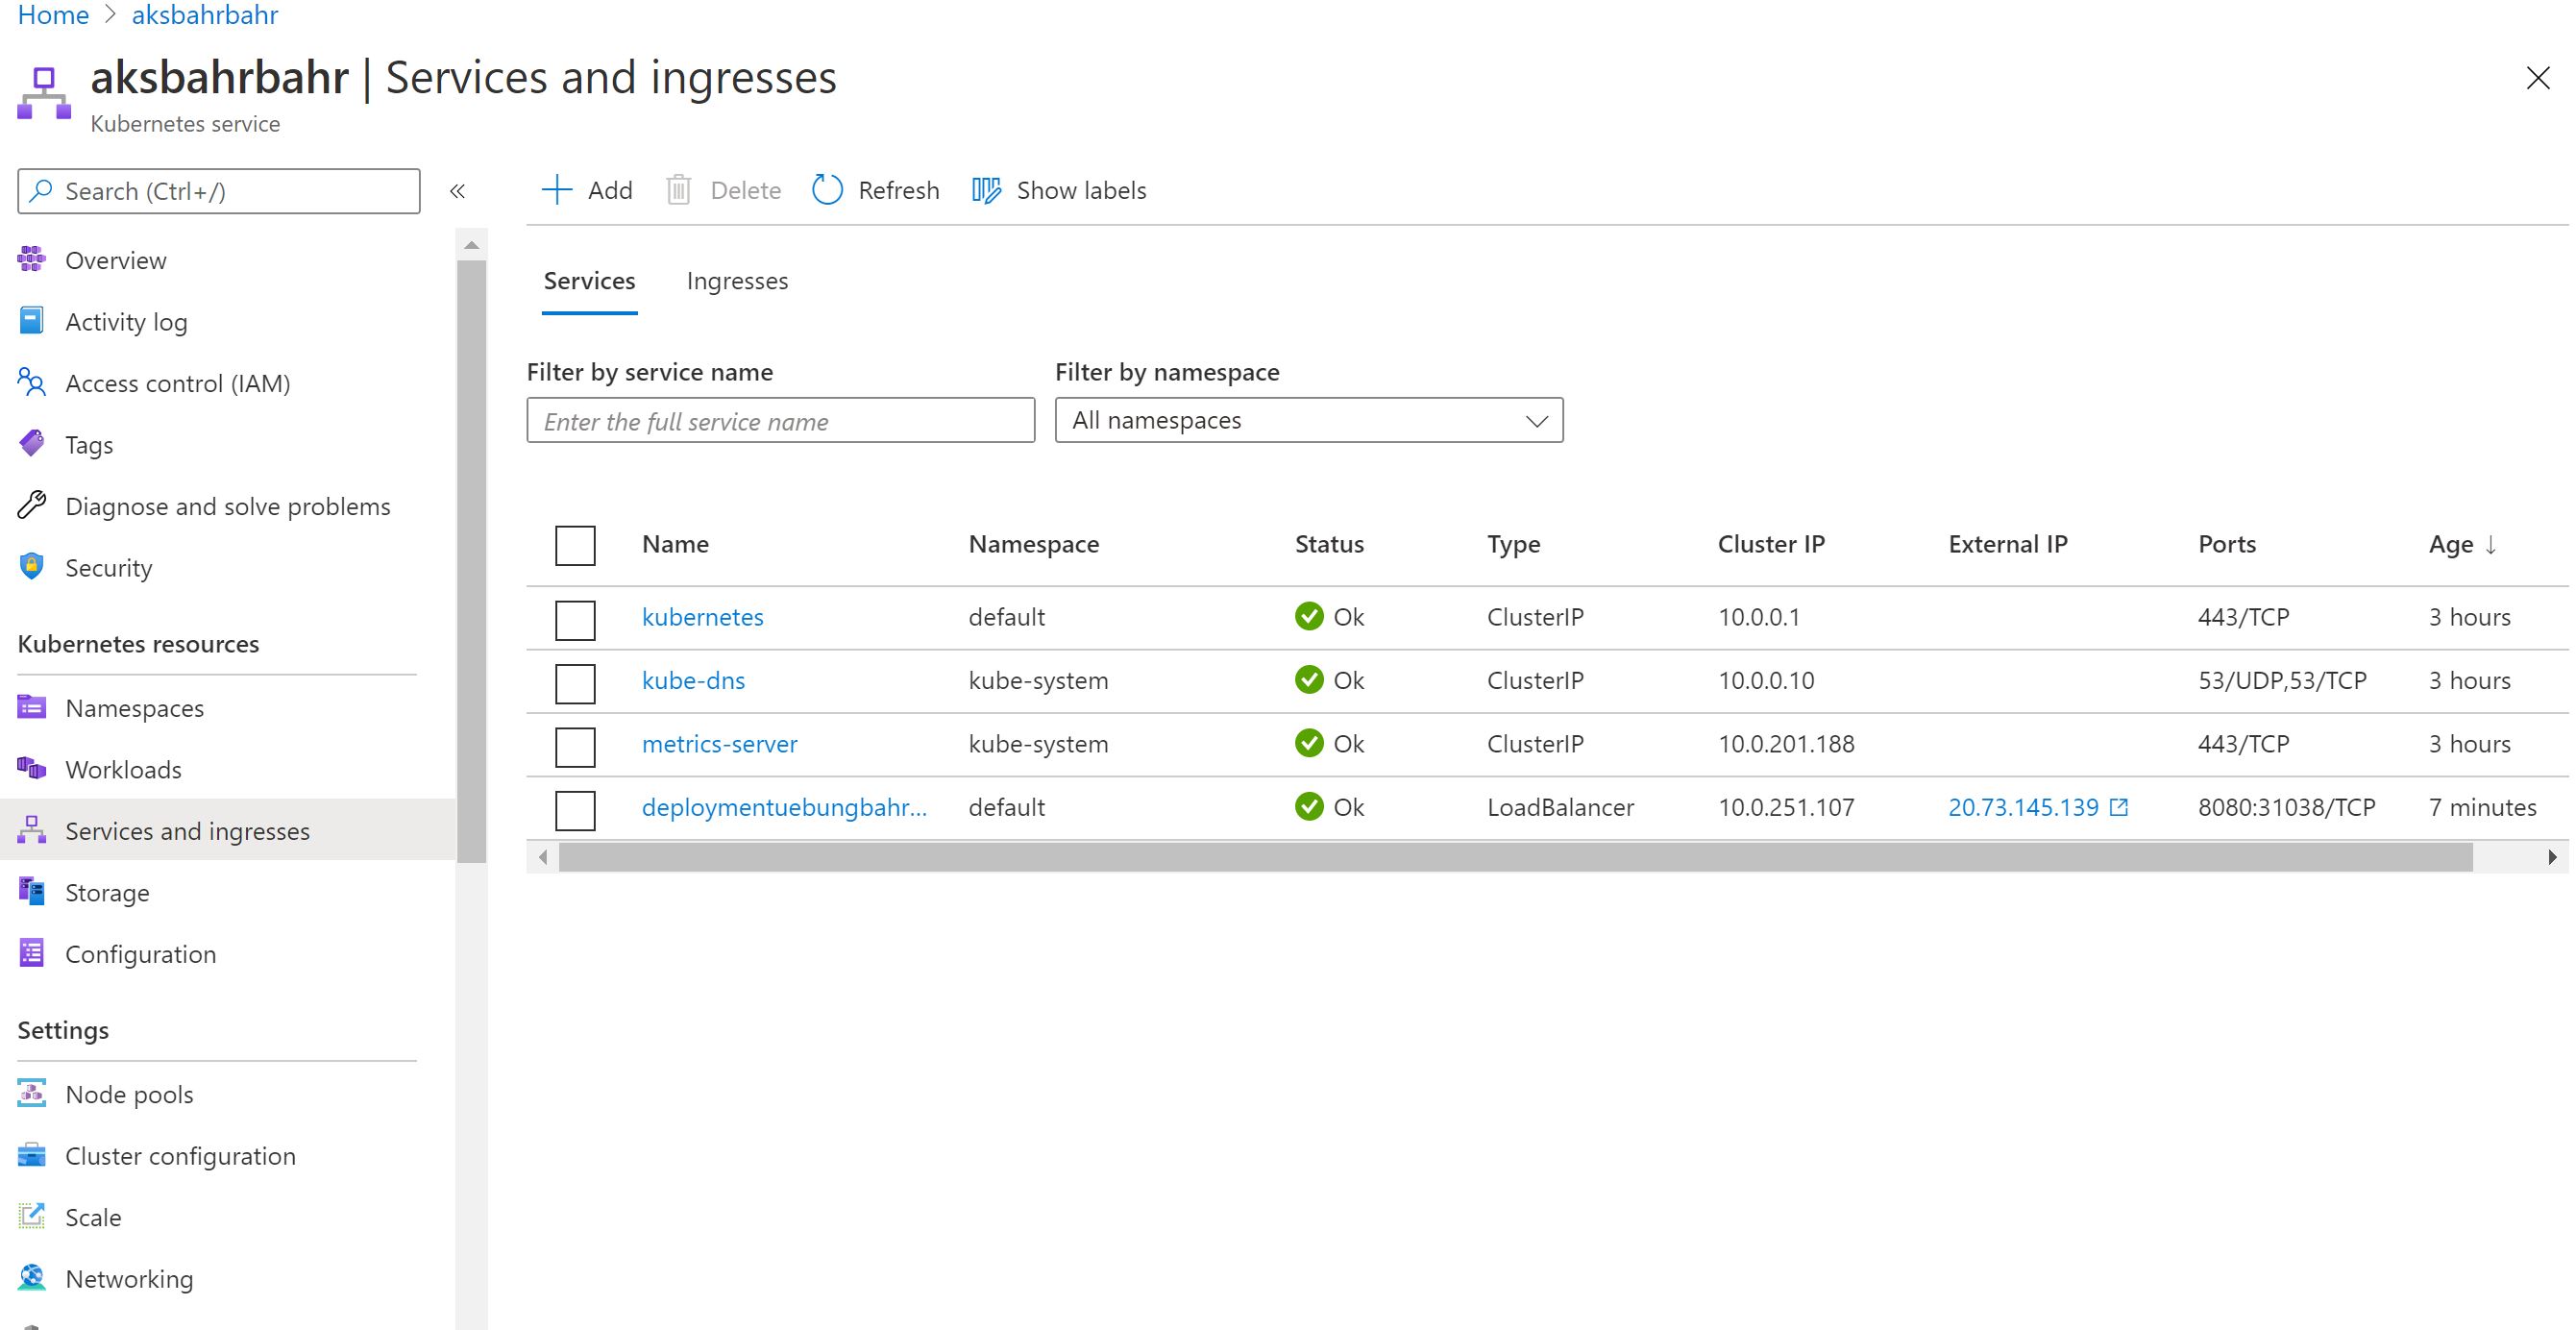 Home > aksbahrbahr
aksbahrbahr | Services and ingresses
Kubernetes service
Search (Ctrl+/)
«
Add Delete Refresh Show labels
Overview
Activity log
Access control (IAM)
Tags
Diagnose and solve problems
Security
Kubernetes resources
Namespaces
Workloads
Services and ingresses
Storage
Configuration
Settings
Node pools
Cluster configuration
Scale
Networking
Services Ingresses
Filter by service name Filter by namespace
Enter the full service name All namespaces
Name Namespace Status Type Cluster IP External IP Ports Age ↓
kubernetes default Ok ClusterIP 10.0.0.1 443/TCP 3 hours
kube-dns kube-system Ok ClusterIP 10.0.0.10 53/UDP,53/TCP 3 hours
metrics-server kube-system Ok ClusterIP 10.0.201.188 443/TCP 3 hours
deploymentuebungbahr... default Ok LoadBalancer 10.0.251.107 20.73.145.139 8080:31038/TCP 7 minutes